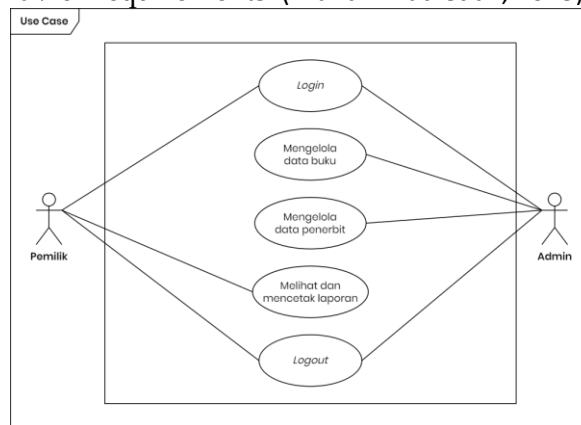 Use Case
Login
Mengelola
data buku
Mengelola
data penerbit
Pemilik
Admin
Melihat dan
mencetak laporan
Logout